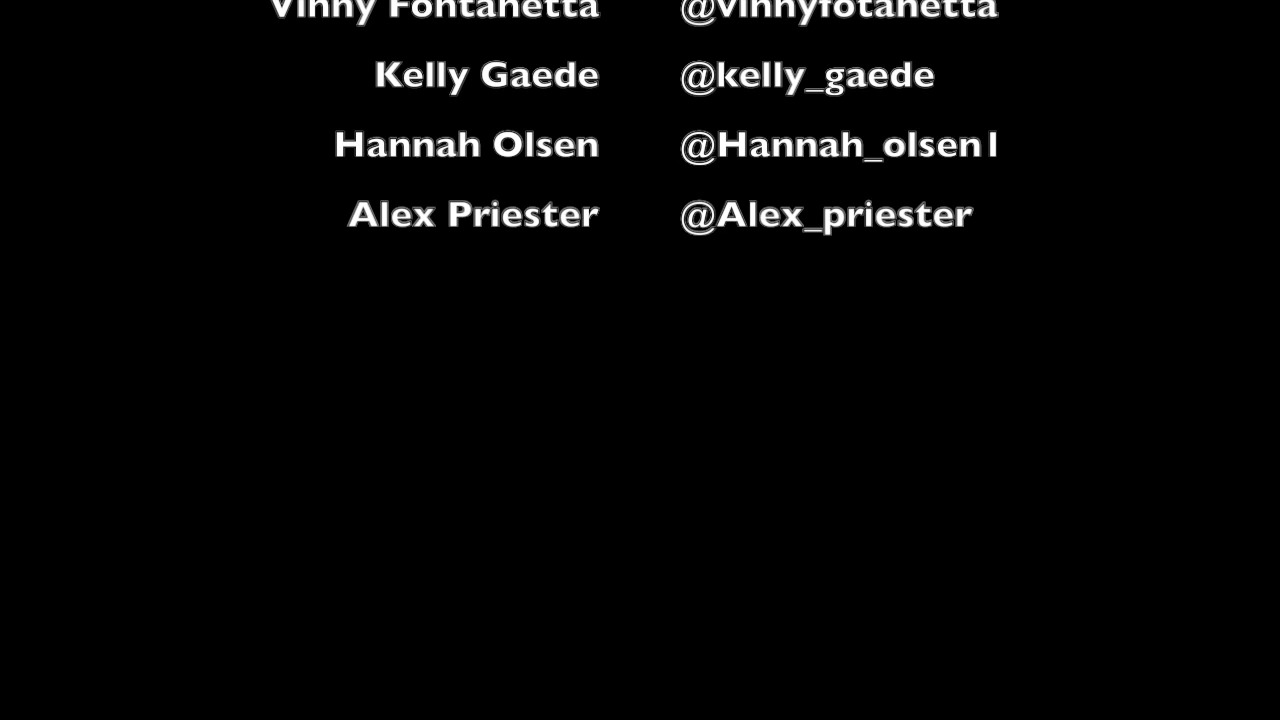 Vinny Fontanetta @vinnyfotanetta
Kelly Gaede @kelly_gaede
Hannah Olsen @Hannah_olsen1
Alex Priester @Alex_priester